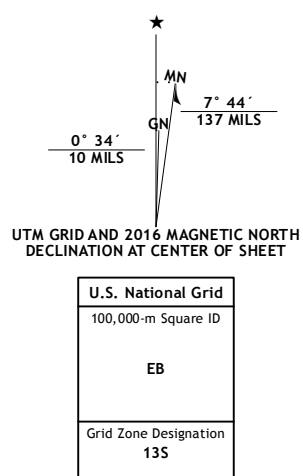 ★
MN
7° 44´
137 MILS
GN
0° 34´
10 MILS
UTM GRID AND 2016 MAGNETIC NORTH
DECLINATION AT CENTER OF SHEET
U.S. National Grid
100,000-m Square ID
EB
Grid Zone Designation
13S